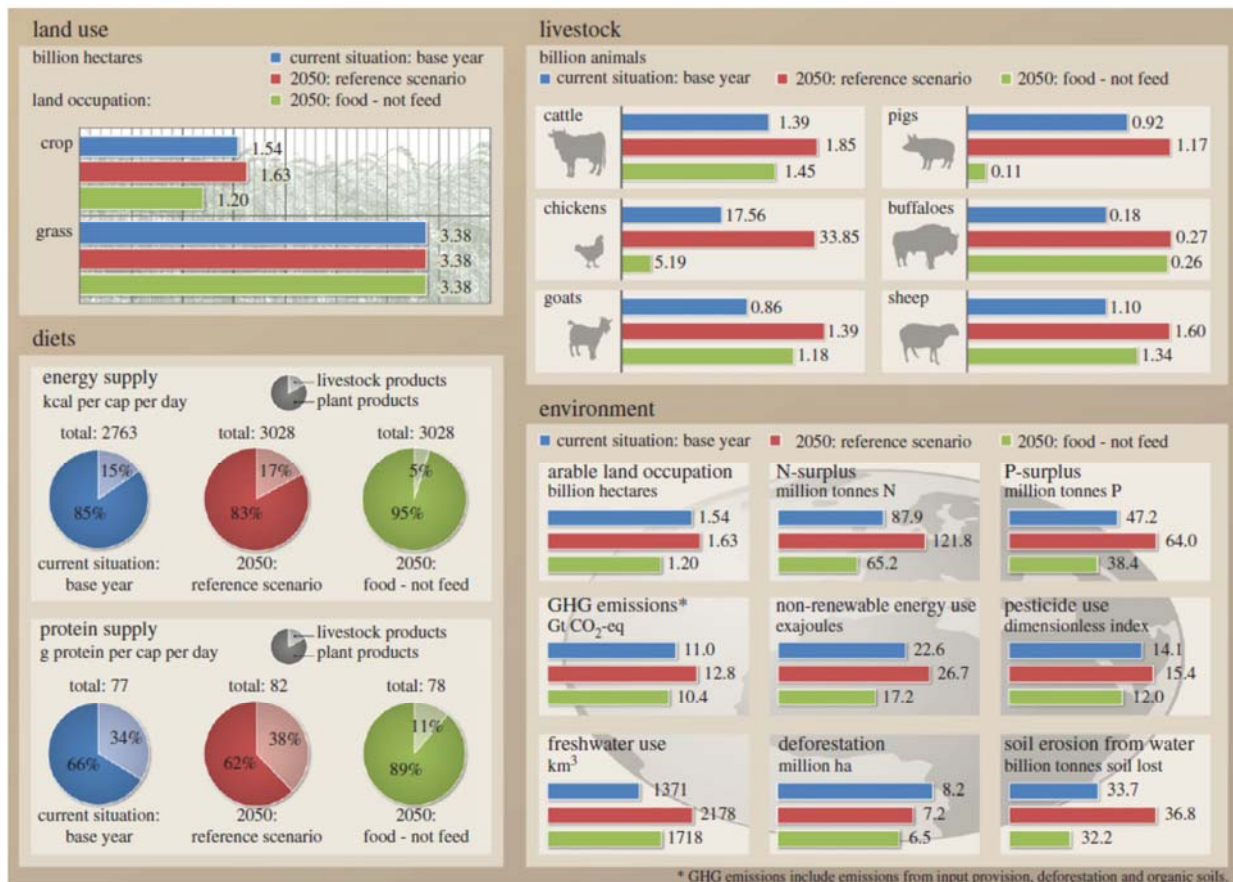 land use
billion hectares
current situation: base year
2050: reference scenario
land occupation:
2050: food - not feed
crop
1.54
1.63
1.20
grass
3.38
3.38
3.38
diets
energy supply
kcal per cap per day
livestock products
plant products
total: 2763
total: 3028
total: 3028
15%
17%
5%
85%
83%
95%
current situation:
base year
2050:
reference scenario
2050:
food - not feed
protein supply
g protein per cap per day
livestock products
plant products
total: 77
total: 82
total: 78
34%
38%
11%
66%
62%
89%
current situation:
base year
2050:
reference scenario
2050:
food - not feed
livestock
billion animals
current situation: base year
2050: reference scenario
2050: food - not feed
cattle
1.39
1.85
1.45
pigs
0.92
1.17
0.11
chickens
17.56
33.85
5.19
buffaloes
0.18
0.27
0.26
goats
0.86
1.39
1.18
sheep
1.10
1.60
1.34
environment
current situation: base year
2050: reference scenario
2050: food - not feed
arable land occupation
billion hectares
1.54
1.63
1.20
N-surplus
million tonnes N
87.9
121.8
65.2
P-surplus
million tonnes P
47.2
64.0
38.4
GHG emissions*
Gt CO2-eq
11.0
12.8
10.4
non-renewable energy use
exajoules
22.6
26.7
17.2
pesticide use
dimensionless index
14.1
15.4
12.0
freshwater use
km³
1371
2178
1718
deforestation
million ha
8.2
7.2
6.5
soil erosion from water
billion tonnes soil lost
33.7
36.8
32.2
* GHG emissions include emissions from input provision, deforestation and organic soils.